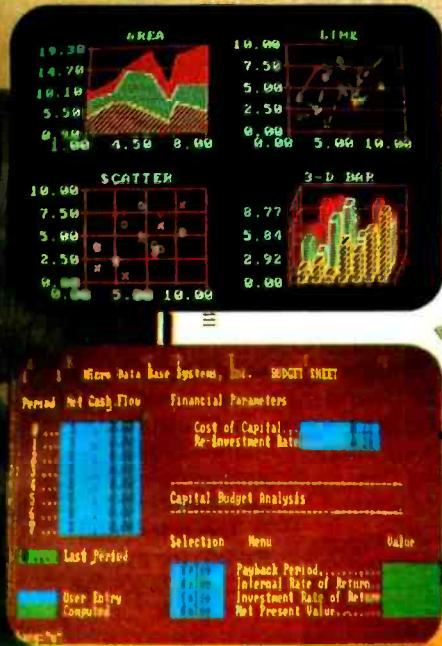 AREA
19.30
14.70
10.10
5.50
0.90
1.00 4.50 8.00
LINE
10.00
7.50
5.00
2.50
.00
0.00 5.00 10.00
SCATTER
10.00
7.50
5.00
2.50
10.00
3-D BAR
8.77
5.84
2.92
0.00
Micro Data Base Systems, BUDGET SHEET
Period Net Cash Flow Financial Parameters
Cost of Capital...
Re-Investment Rate
Capital Budget Analysis
Selection Menu Value
Last Period
Payback Period
Internal Rate of Return
Investment Rate of Return
Net Present Value
User Entry
Computed